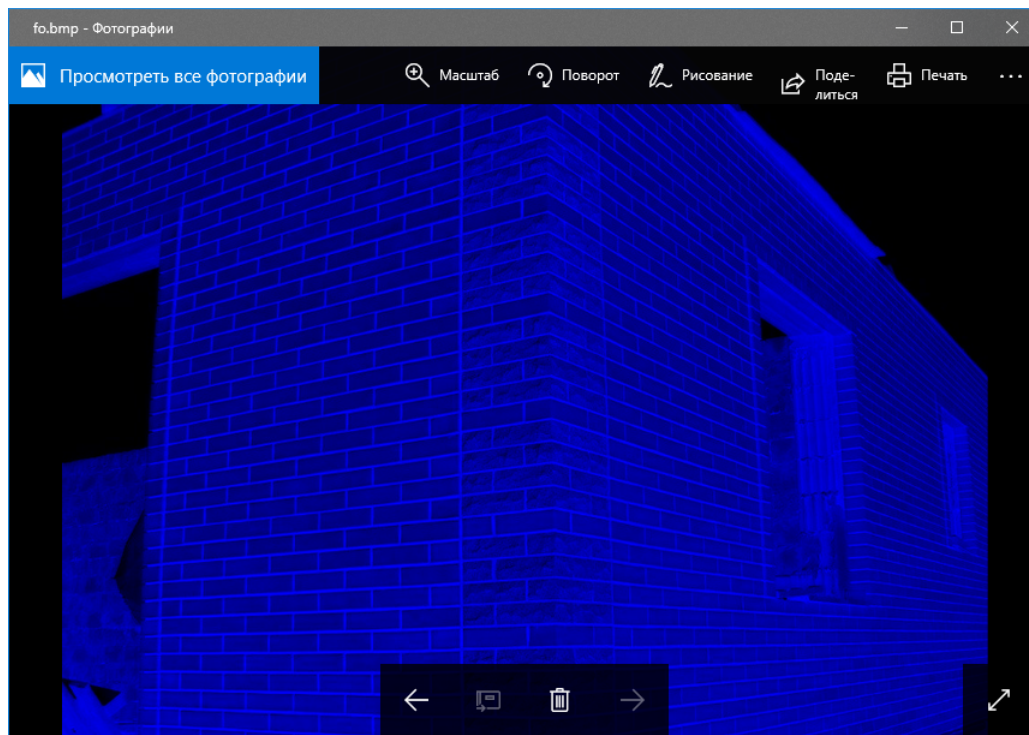 fo.bmp - Фотографии
Просмотреть все фотографии
Масштаб
Поворот
Рисование
Поде-
литься
Печать